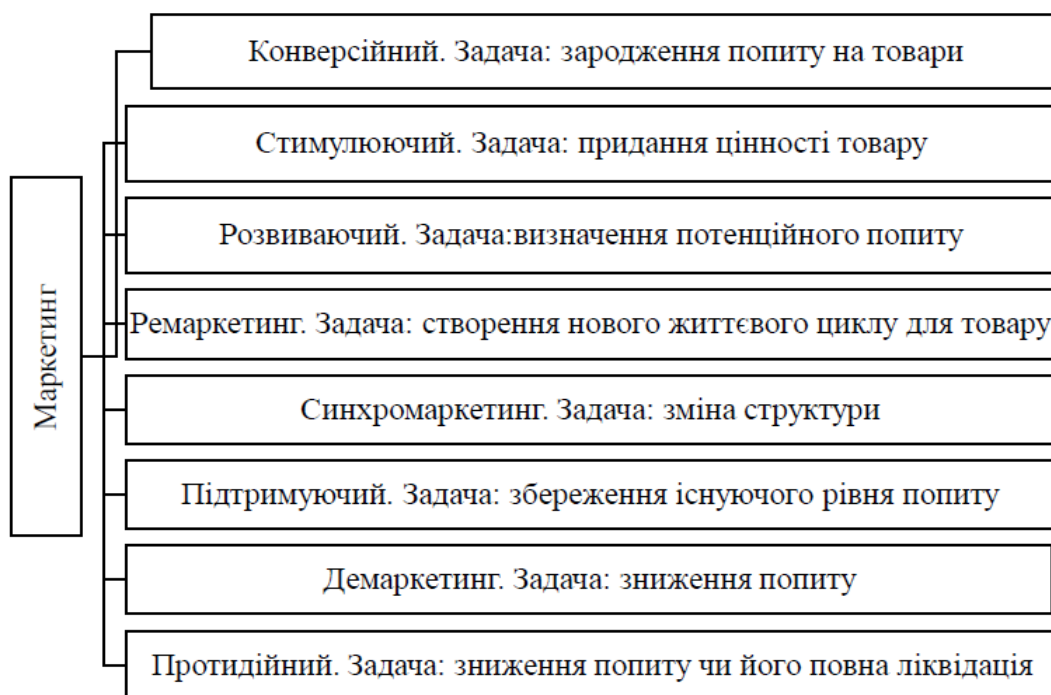 Маркетинг
Конверсійний. Задача: зародження попиту на товари
Стимулюючий. Задача: придання цінності товару
Розвиваючий. Задача:визначення потенційного попиту
Ремаркетинг. Задача: створення нового життєвого циклу для товару
Синхромаркетинг. Задача: зміна структури
Підтримуючий. Задача: збереження існуючого рівня попиту
Демаркетинг. Задача: зниження попиту
Протидійний. Задача: зниження попиту чи його повна ліквідація